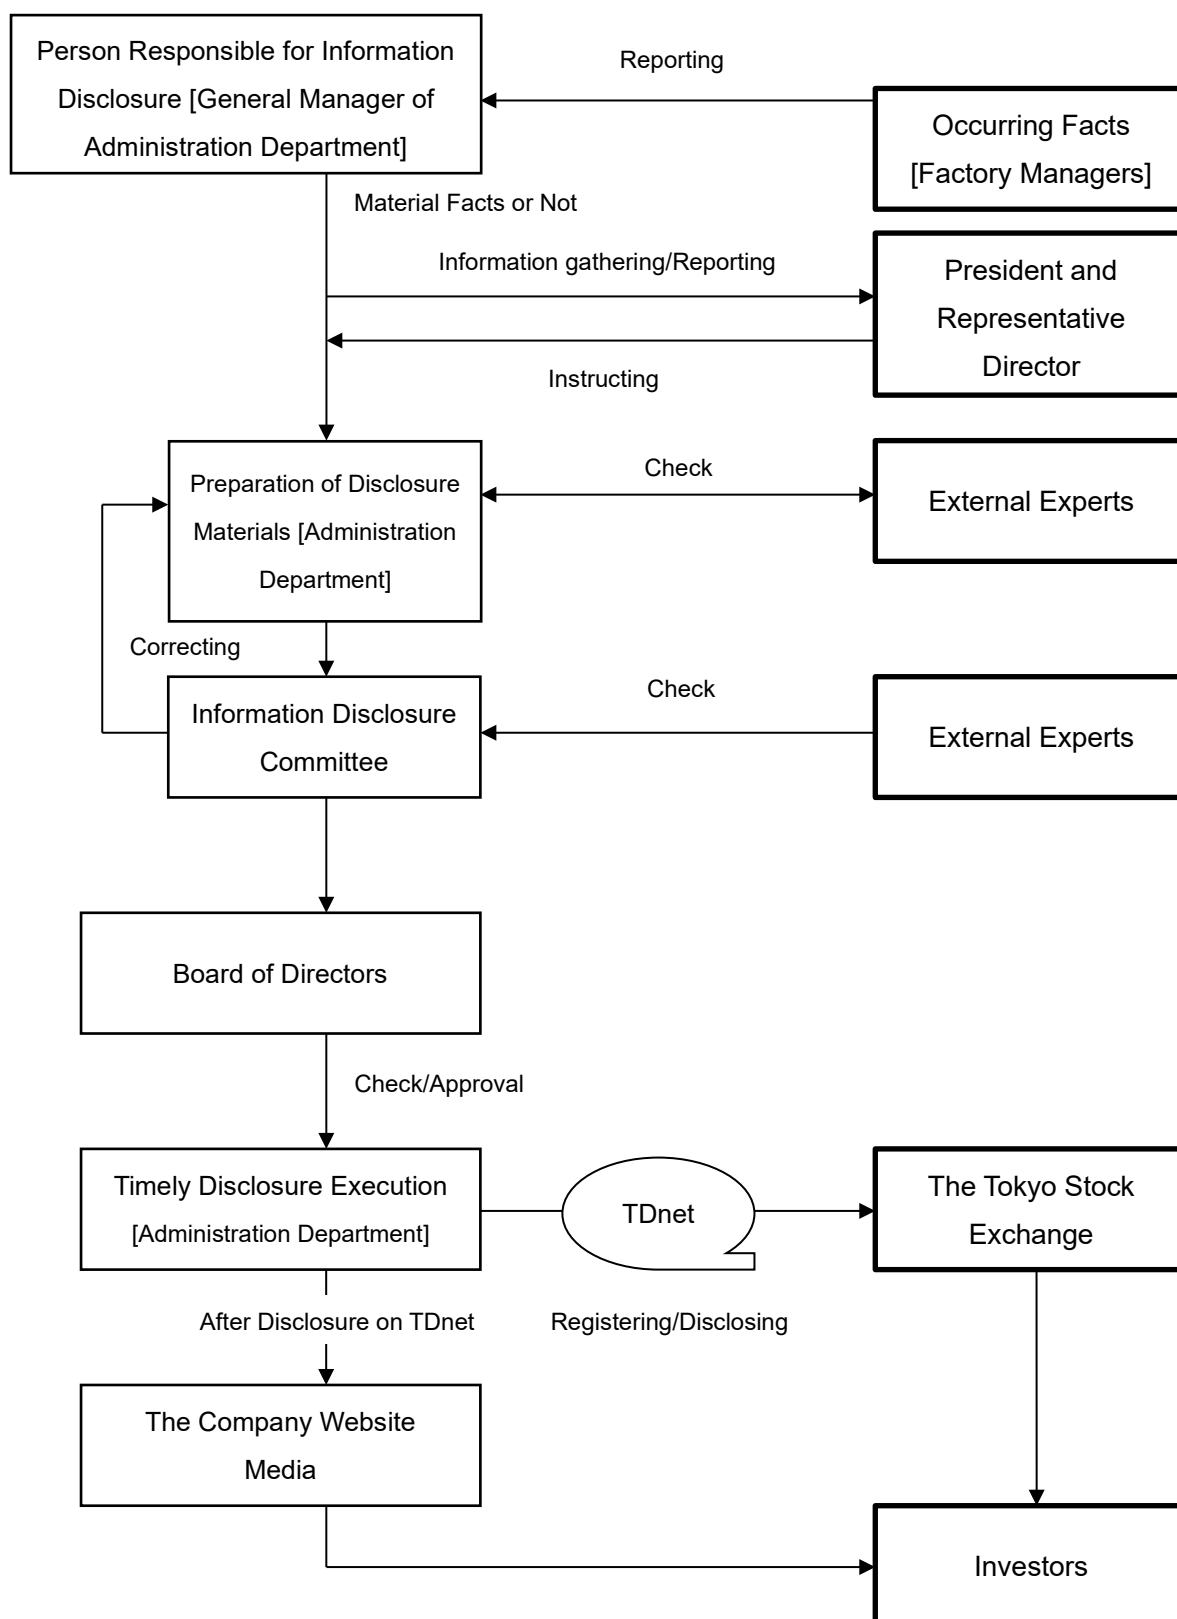 Person Responsible for Information
Disclosure [General Manager of
Administration Department]
Reporting
Occurring Facts
[Factory Managers]
Material Facts or Not
Information gathering/Reporting
President and
Representative
Director
Instructing
Preparation of Disclosure
Materials [Administration
Department]
Check
External Experts
Correcting
Information Disclosure
Committee
Check
External Experts
Board of Directors
Check/Approval
Timely Disclosure Execution
[Administration Department]
TDnet
The Tokyo Stock
Exchange
After Disclosure on TDnet
Registering/Disclosing
The Company Website
Media
Investors